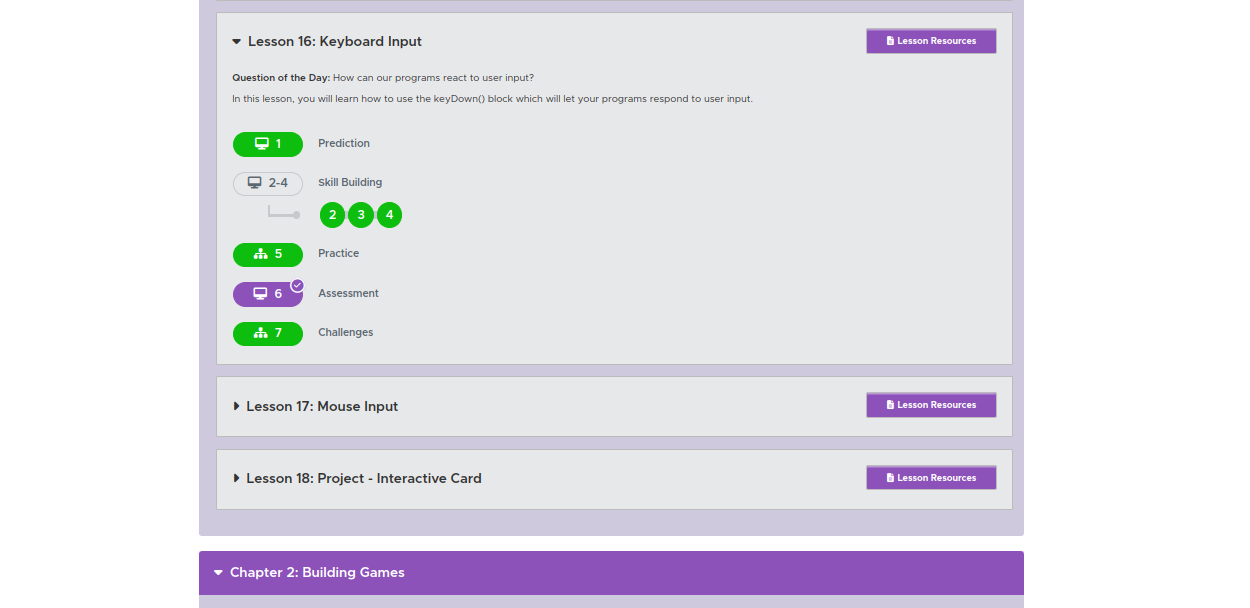 Lesson 16: Keyboard Input
Lesson Resources
Question of the Day: How can our programs react to user input?
In this lesson, you will learn how to use the keyDown() block which will let your programs respond to user input.
1 Prediction
2-4 Skill Building
2 3 4
5 Practice
6 Assessment
7 Challenges
Lesson 17: Mouse Input
Lesson Resources
Lesson 18: Project - Interactive Card
Lesson Resources
Chapter 2: Building Games